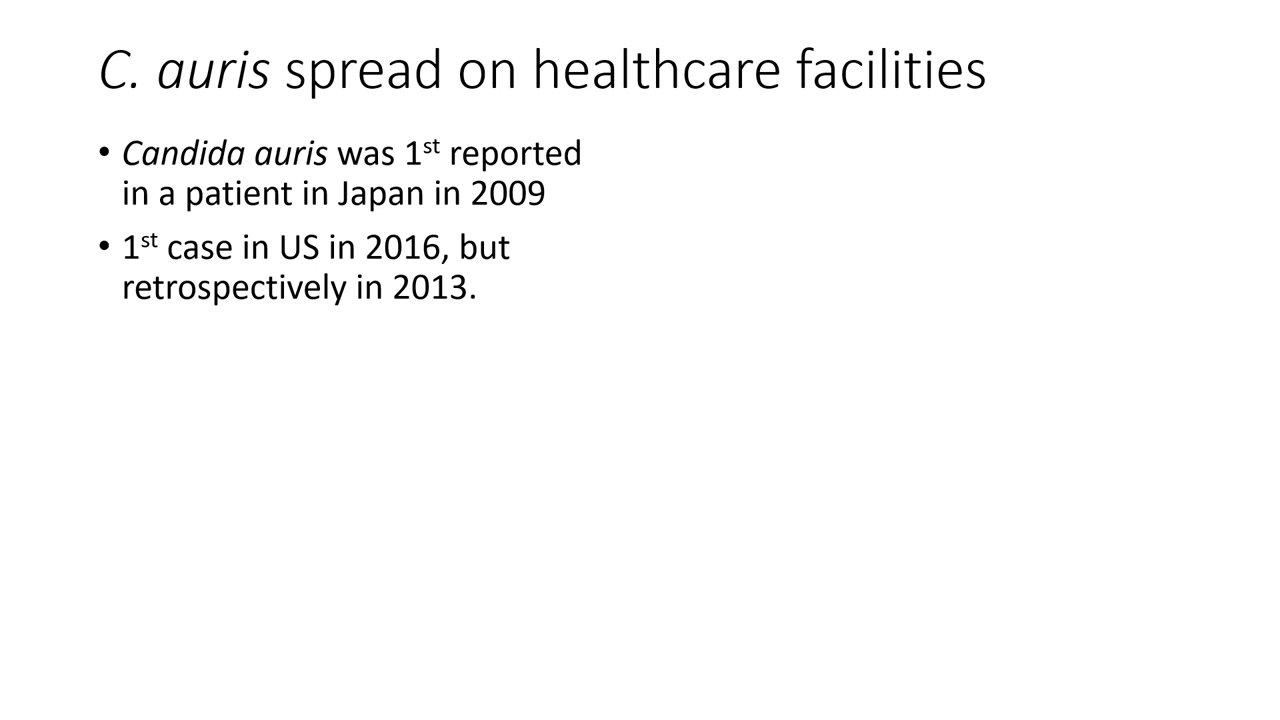 C. auris spread on healthcare facilities
• Candida auris was 1st reported
in a patient in Japan in 2009
• 1st case in US in 2016, but
retrospectively in 2013.